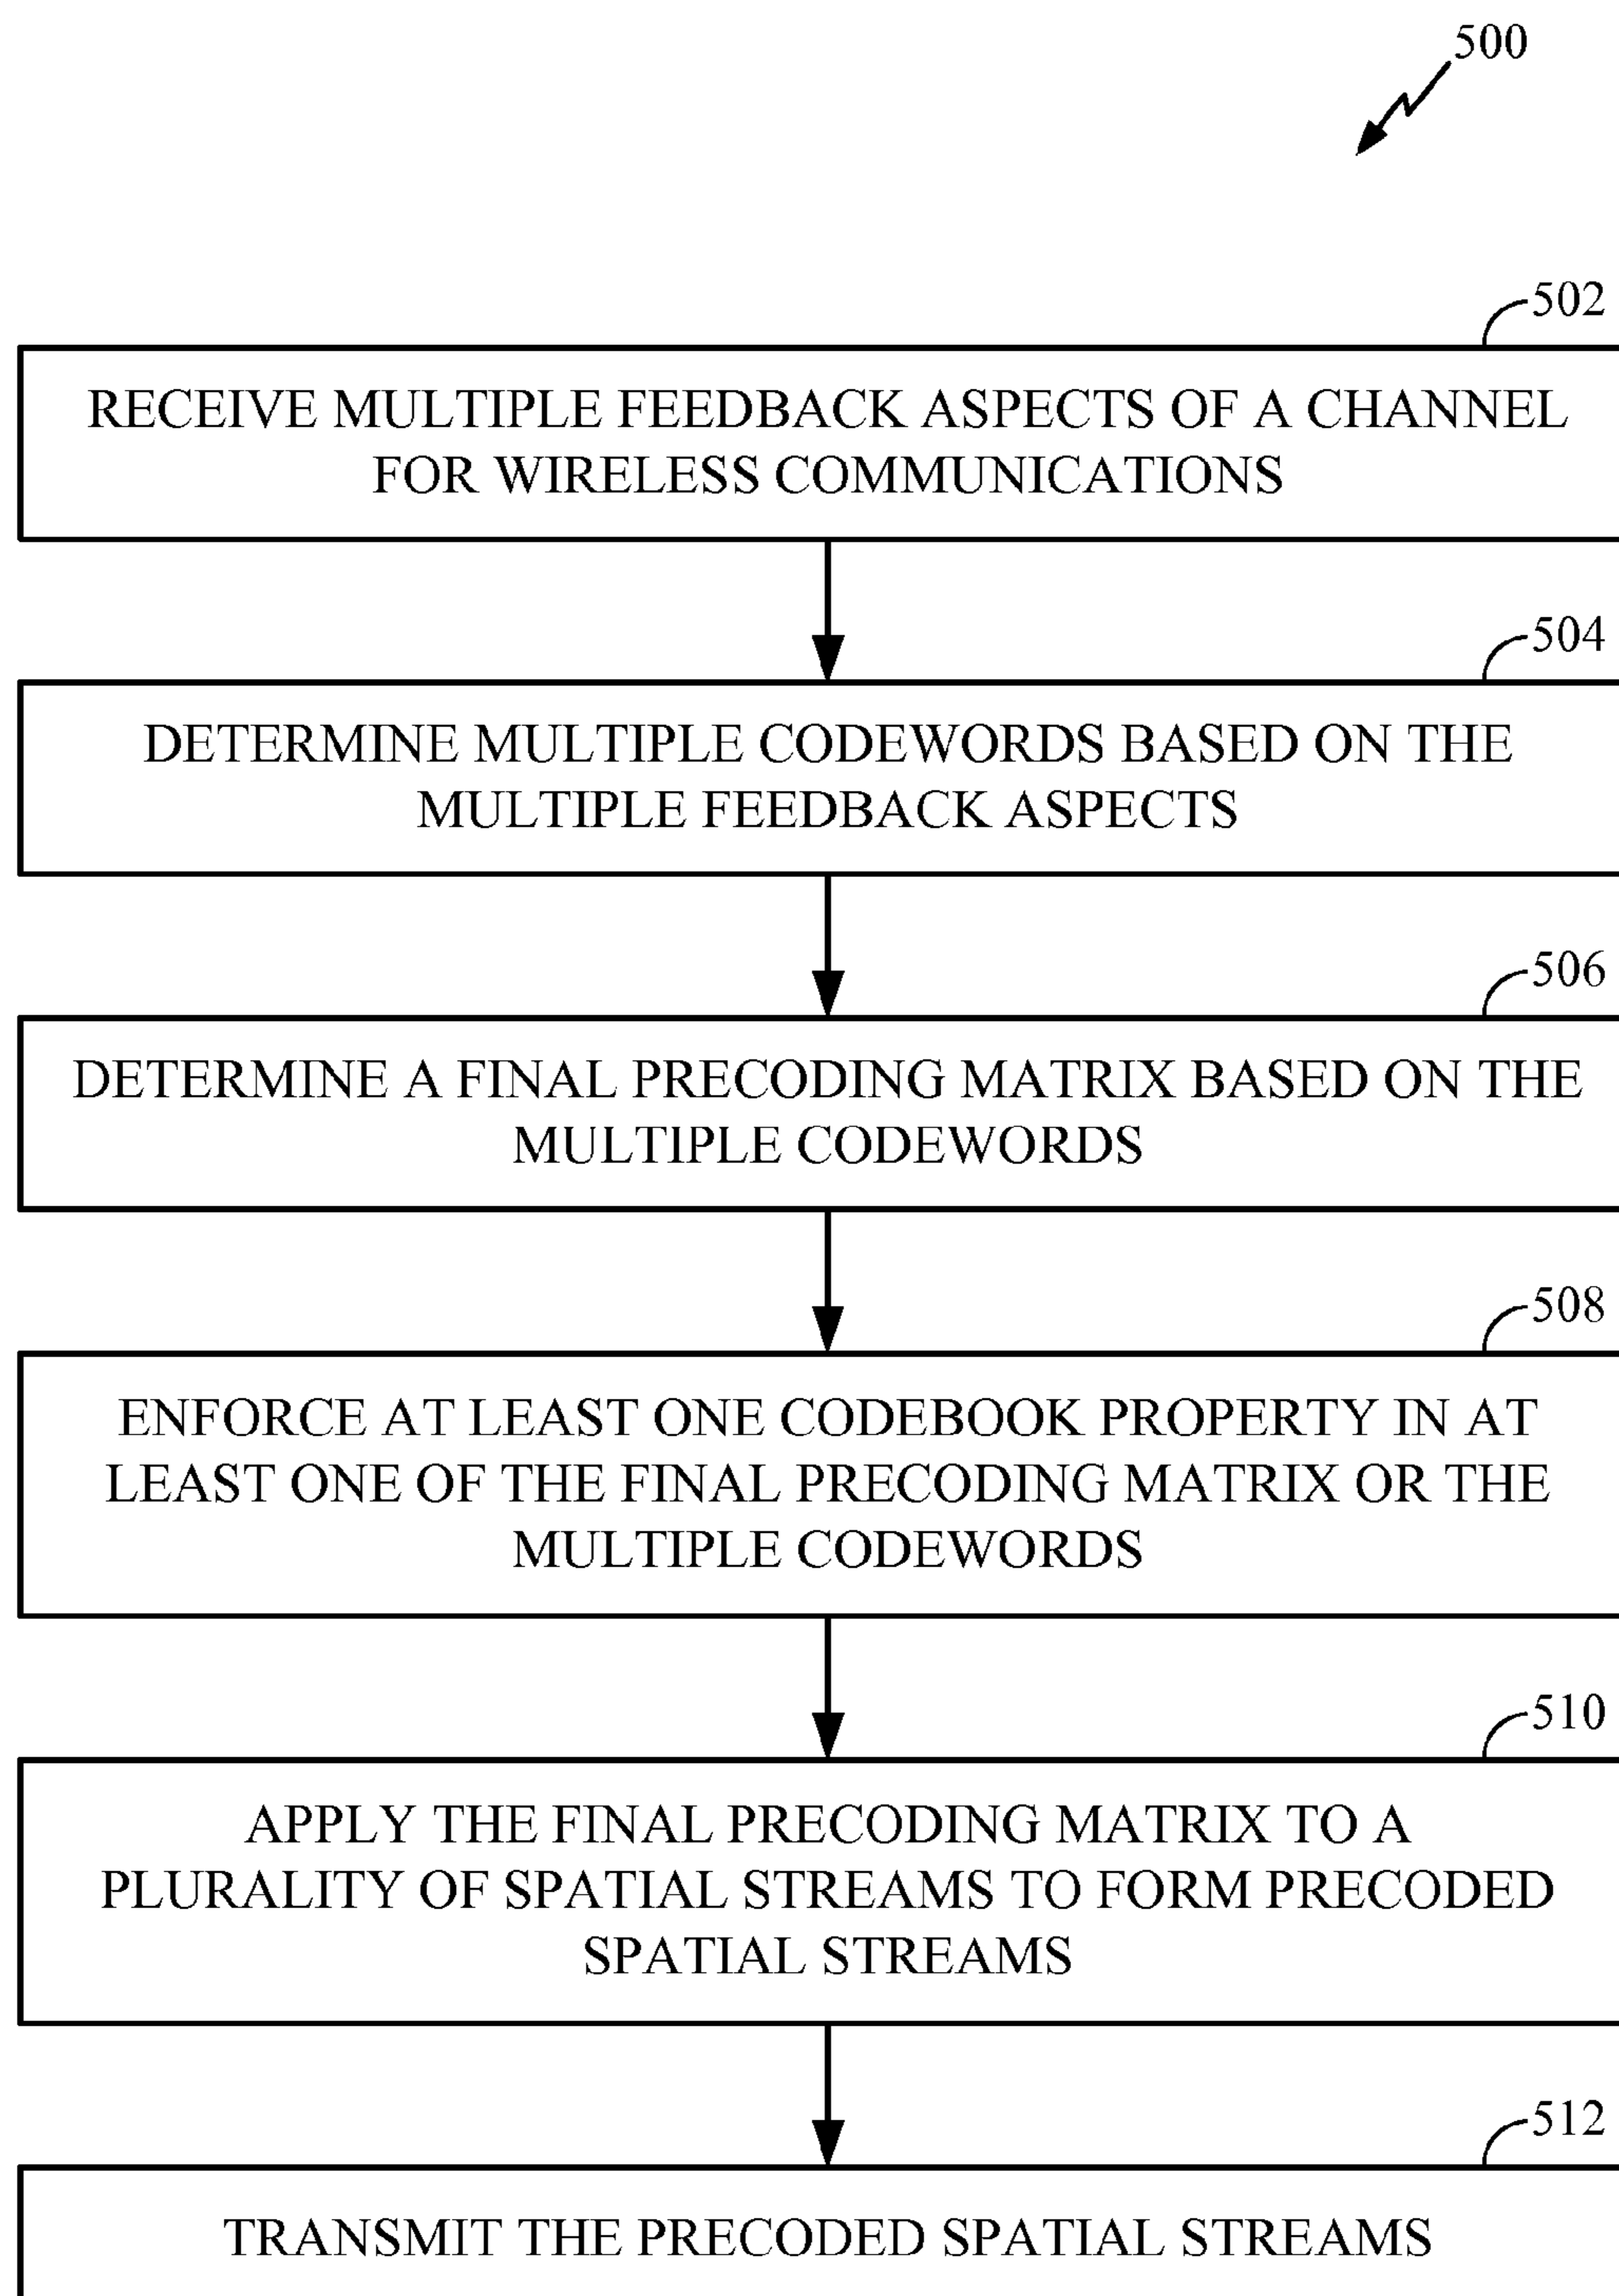 500
502
RECEIVE MULTIPLE FEEDBACK ASPECTS OF A CHANNEL
FOR WIRELESS COMMUNICATIONS
504
DETERMINE MULTIPLE CODEWORDS BASED ON THE
MULTIPLE FEEDBACK ASPECTS
506
DETERMINE A FINAL PRECODING MATRIX BASED ON THE
MULTIPLE CODEWORDS
508
ENFORCE AT LEAST ONE CODEBOOK PROPERTY IN AT
LEAST ONE OF THE FINAL PRECODING MATRIX OR THE
MULTIPLE CODEWORDS
510
APPLY THE FINAL PRECODING MATRIX TO A
PLURALITY OF SPATIAL STREAMS TO FORM PRECODED
SPATIAL STREAMS
512
TRANSMIT THE PRECODED SPATIAL STREAMS